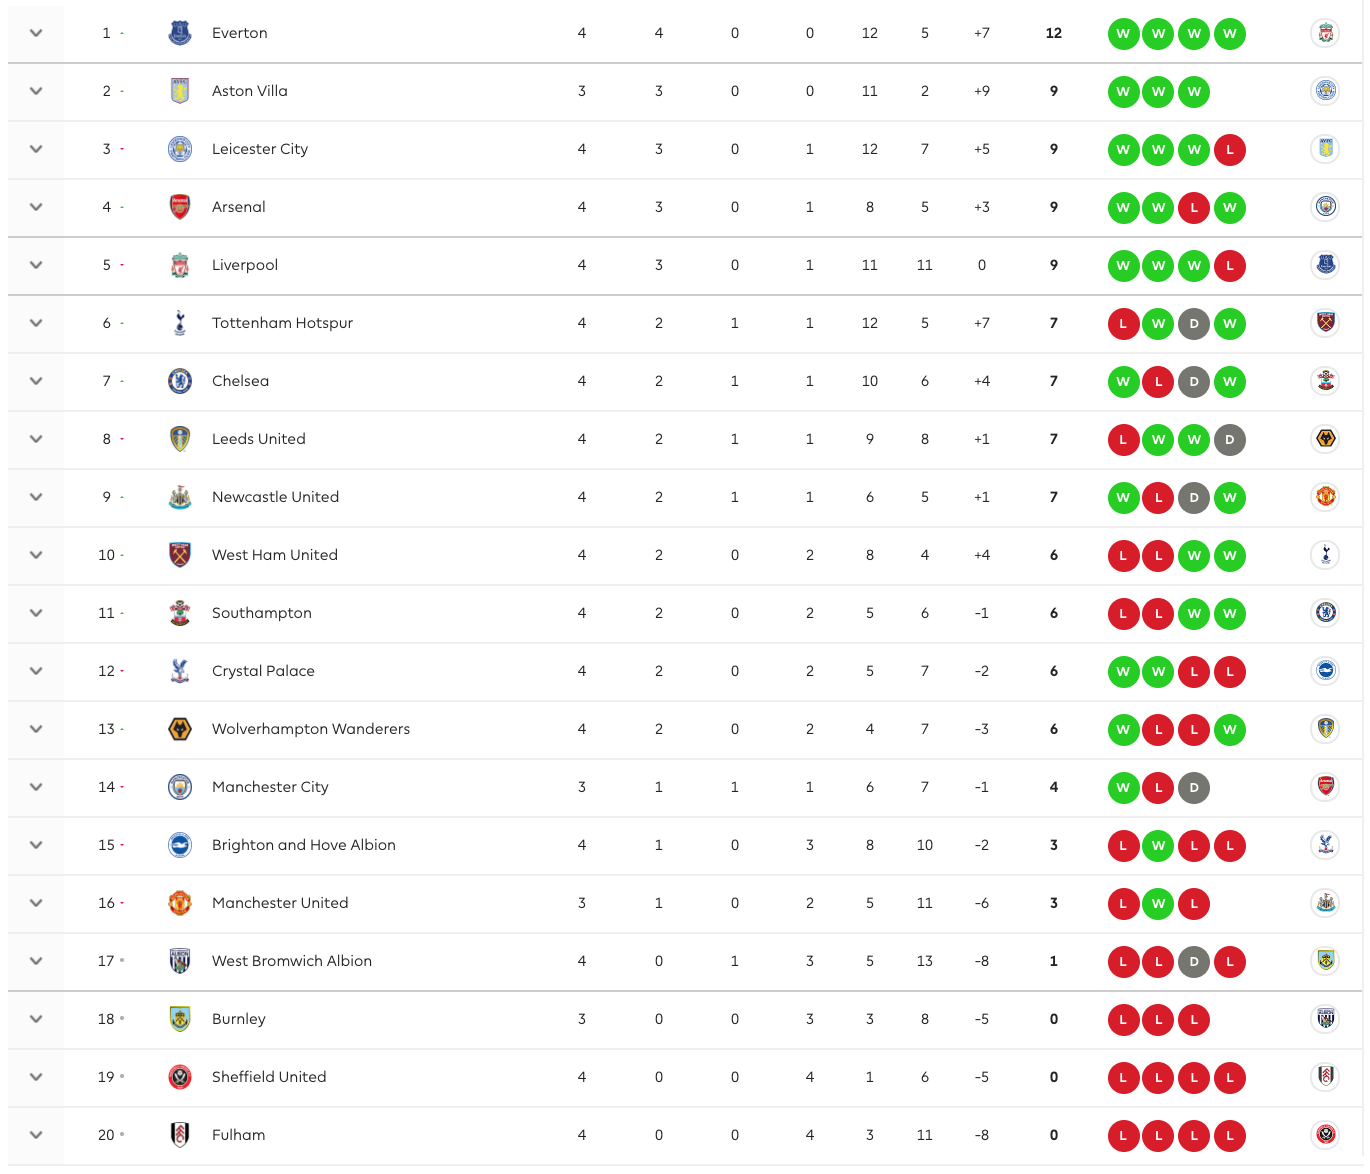 1 Everton 4 4 0 0 12 5 +7 12 W W W W
2 Aston Villa 3 3 0 0 11 2 +9 9 W W W
3 Leicester City 4 3 0 1 12 7 +5 9 W W W L
4 Arsenal 4 3 0 1 8 5 +3 9 W W L W
5 Liverpool 4 3 0 1 11 11 0 9 W W W L
6 Tottenham Hotspur 4 2 1 1 12 5 +7 7 L W D W
7 Chelsea 4 2 1 1 10 6 +4 7 W L D W
8 Leeds United 4 2 1 1 9 8 +1 7 L W W D
9 Newcastle United 4 2 1 1 6 5 +1 7 W L D W
10 West Ham United 4 2 0 2 8 4 +4 6 L L W W
11 Southampton 4 2 0 2 5 6 -1 6 L L W W
12 Crystal Palace 4 2 0 2 5 7 -2 6 W W L L
13 Wolverhampton Wanderers 4 2 0 2 4 7 -3 6 W L L W
14 Manchester City 3 1 1 1 6 7 -1 4 W L D
15 Brighton and Hove Albion 4 1 0 3 8 10 -2 3 L W L L
16 Manchester United 3 1 0 2 5 11 -6 3 L W L
17 West Bromwich Albion 4 0 1 3 5 13 -8 1 L L D L
18 Burnley 3 0 0 3 3 8 -5 0 L L L
19 Sheffield United 4 0 0 4 1 6 -5 0 L L L L
20 Fulham 4 0 0 4 3 11 -8 0 L L L L